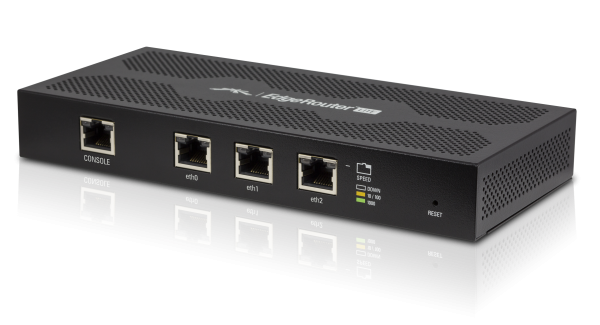 EdgeRouter LITE
CONSOLE
eth0
eth1
eth2
SPEED
DOWN
10 / 100
1000
RESET